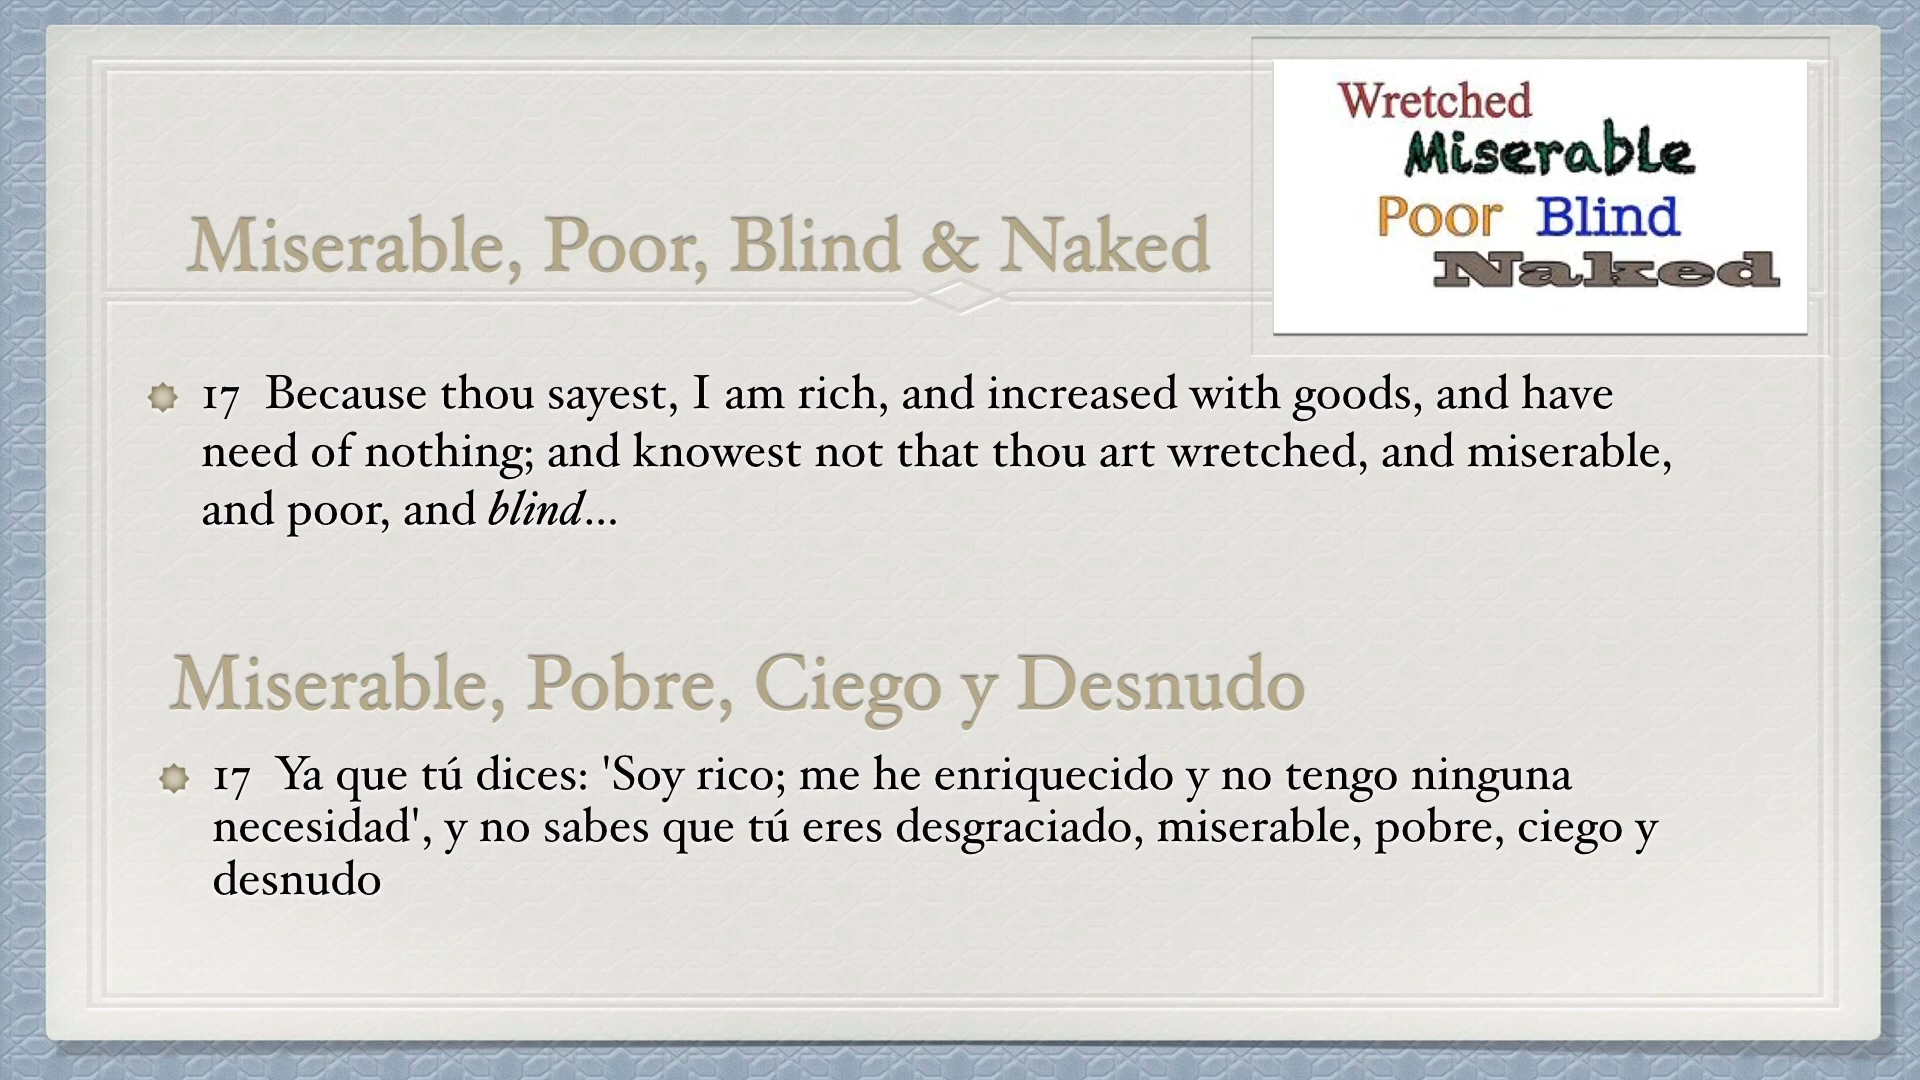 Wretched
Miserable
Poor Blind
Naked
Miserable, Poor, Blind & Naked
17 Because thou sayest, I am rich, and increased with goods, and have
need of nothing; and knowest not that thou art wretched, and miserable,
and poor, and blind...
Miserable, Pobre, Ciego y Desnudo
17 Ya que tú dices: 'Soy rico; me he enriquecido y no tengo ninguna
necesidad', y no sabes que tú eres desgraciado, miserable, pobre, ciego y
desnudo